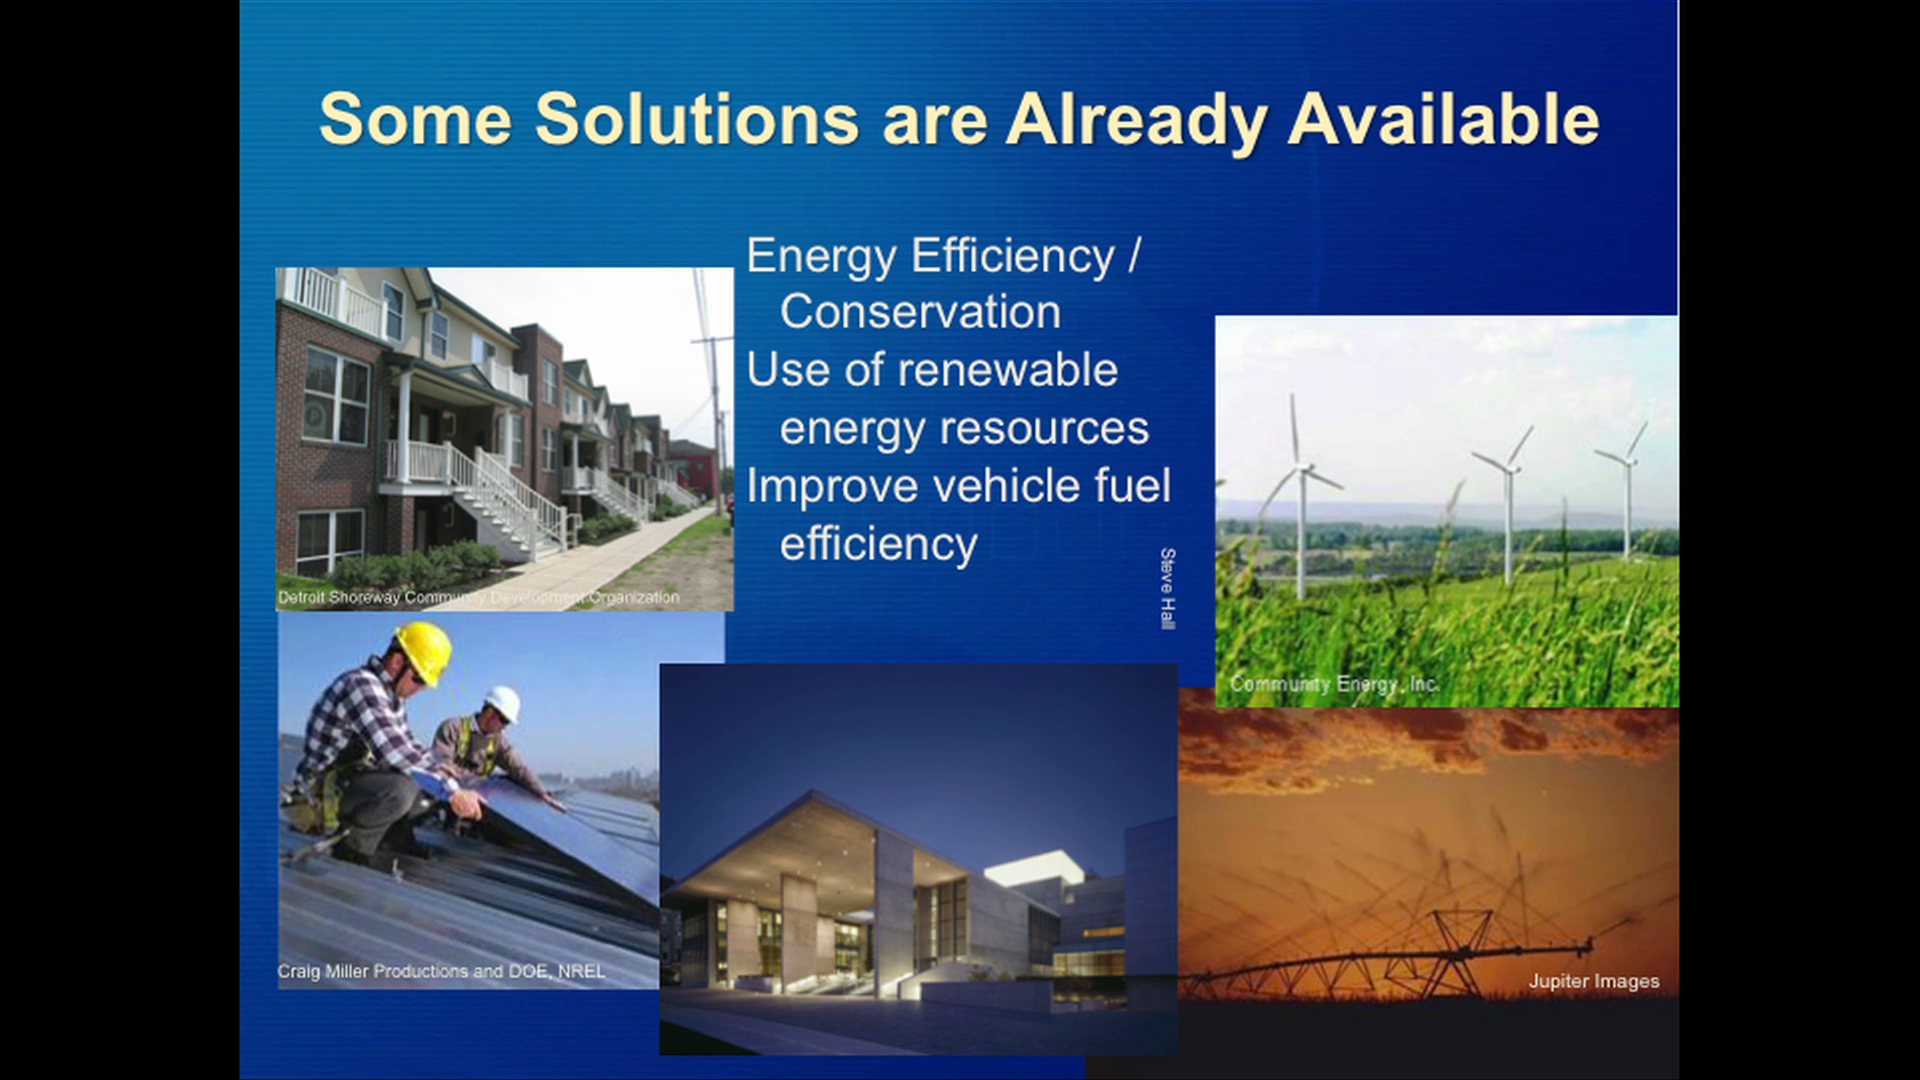 Some Solutions are Already Available
Energy Efficiency /
Conservation
Use of renewable
energy resources
Improve vehicle fuel
efficiency
Steve Hall
Detroit Shoreway Community Development Organization
Community Energy, Inc.
Craig Miller Productions and DOE, NREL
Jupiter Images